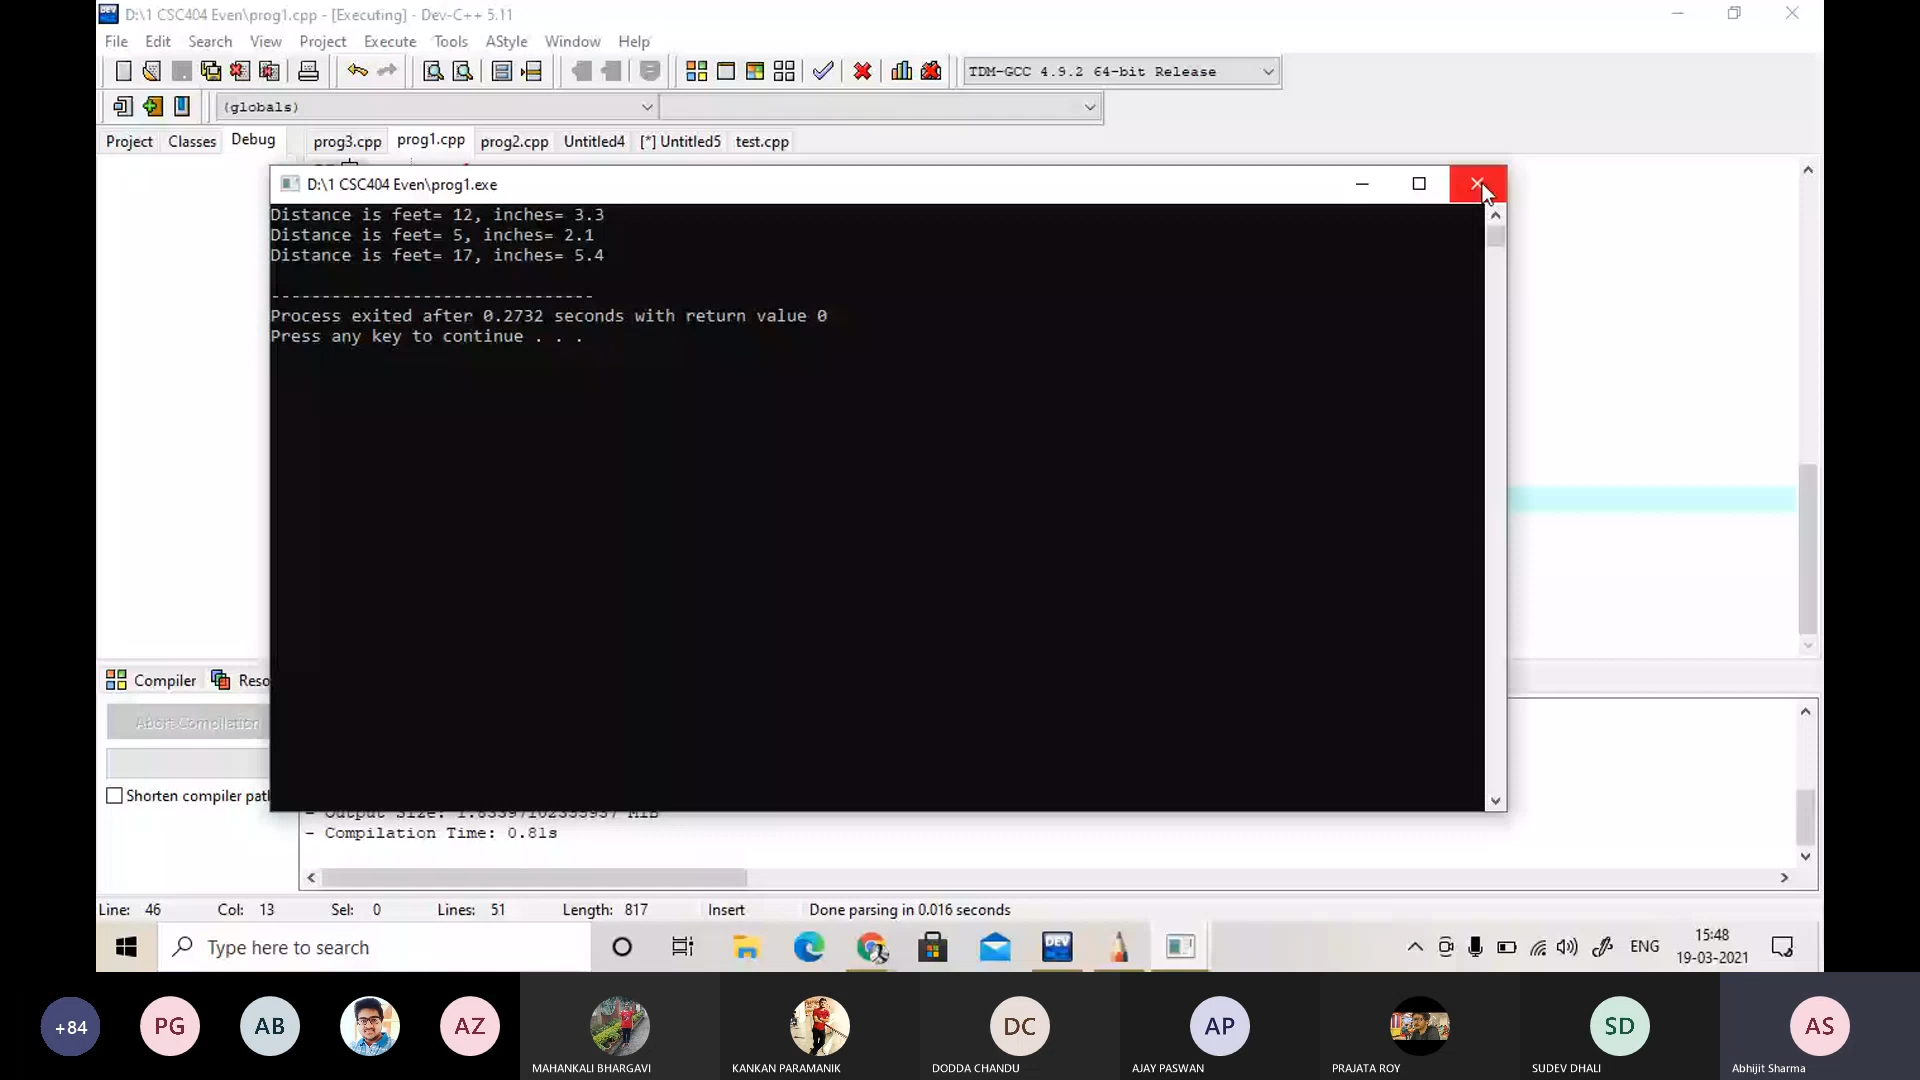 D:\1 CSC404 Even\prog1.cpp - [Executing] - Dev-C++ 5.11
File Edit Search View Project Execute Tools AStyle Window Help
TDM-GCC 4.9.2 64-bit Release
(globals)
Project Classes Debug prog3.cpp prog1.cpp prog2.cpp Untitled4 [*] Untitled5 test.cpp
D:\1 CSC404 Even\prog1.exe
Distance is feet= 12, inches= 3.3
Distance is feet= 5, inches= 2.1
Distance is feet= 17, inches= 5.4
--------------------------------
Process exited after 0.2732 seconds with return value 0
Press any key to continue . . .
Compiler Reso
Abort Compilation
Shorten compiler pat
- Output Size:
- Compilation Time: 0.81s
Line: 46 Col: 13 Sel: 0 Lines: 51 Length: 817 Insert Done parsing in 0.016 seconds
Type here to search
DEV
ENG
15:48
19-03-2021
+84 PG AB AZ DC AP SD AS
MAHANKALI BHARGAVI KANKAN PARAMANIK DODDA CHANDU AJAY PASWAN PRAJATA ROY SUDEV DHALI Abhijit Sharma